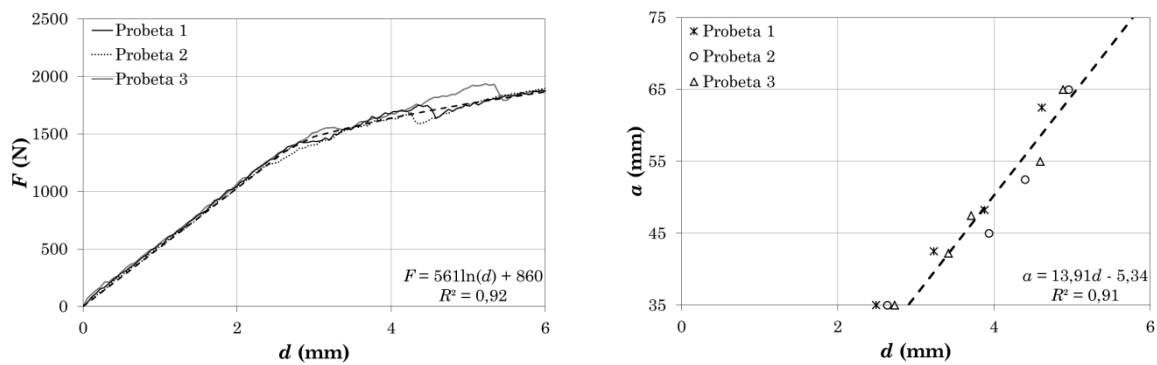 2500
2000
1500
1000
500
0
F (N)
Probeta 1
Probeta 2
Probeta 3
F = 561ln(d) + 860
R² = 0,92
0 2 4 6
d (mm)
75
65
55
45
35
a (mm)
Probeta 1
Probeta 2
Probeta 3
a = 13,91d - 5,34
R² = 0,91
0 2 4 6
d (mm)